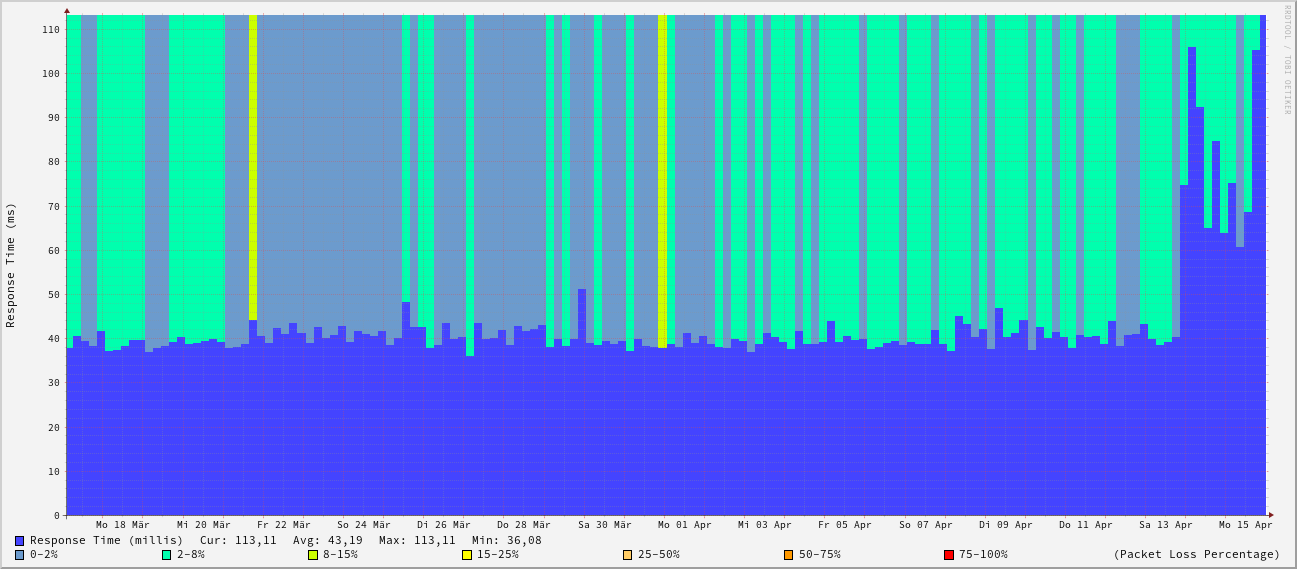 RRDTOOL / TOBI OETIKER
Response Time (ms)
110
100
90
80
70
60
50
40
30
20
10
0
Mo 18 Mär Mi 20 Mär Fr 22 Mär So 24 Mär Di 26 Mär Do 28 Mär Sa 30 Mär Mo 01 Apr Mi 03 Apr Fr 05 Apr So 07 Apr Di 09 Apr Do 11 Apr Sa 13 Apr Mo 15 Apr
Response Time (millis) Cur: 113,11 Avg: 43,19 Max: 113,11 Min: 36,08
0-2% 2-8% 8-15% 15-25% 25-50% 50-75% 75-100% (Packet Loss Percentage)